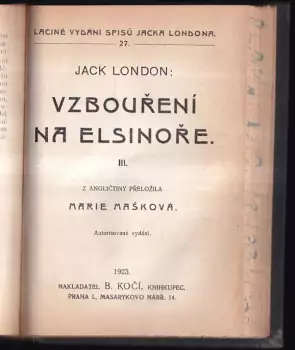 LACINÉ VYDÁNÍ SPISŮ JACKA LONDONA.
27.
JACK LONDON:
VZBOUŘENÍ
NA ELSINOŘE.
III.
Z ANGLIČTINY PŘELOŽILA
MARIE MAŠKOVÁ.
Autorisované vydání.
1923.
NAKLADATEL B. KOČÍ, KNIHKUPEC,
PRAHA I., MASARYKOVO NÁBŘ. 14.